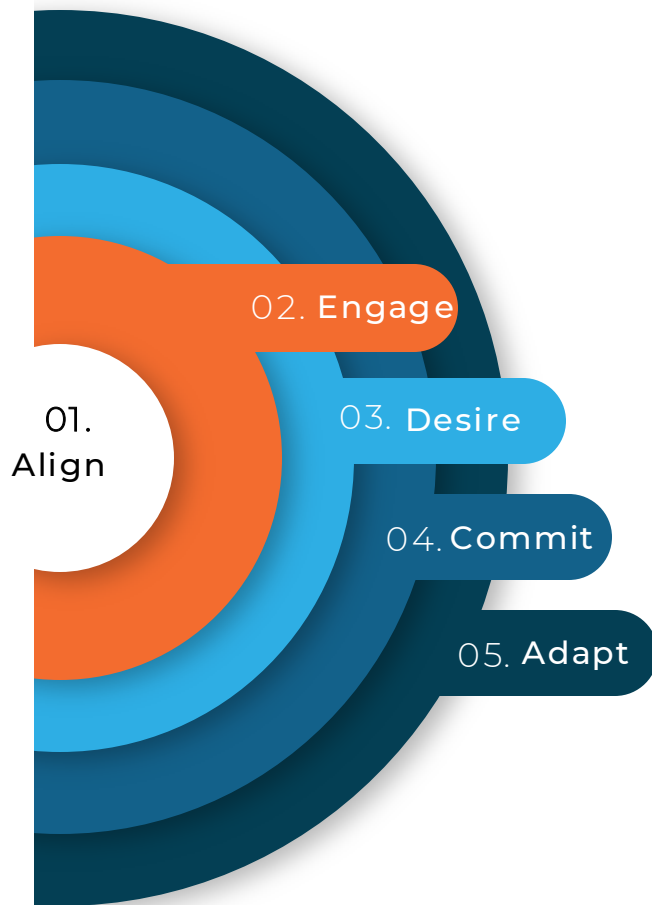 01.
Align
02. Engage
03. Desire
04. Commit
05. Adapt